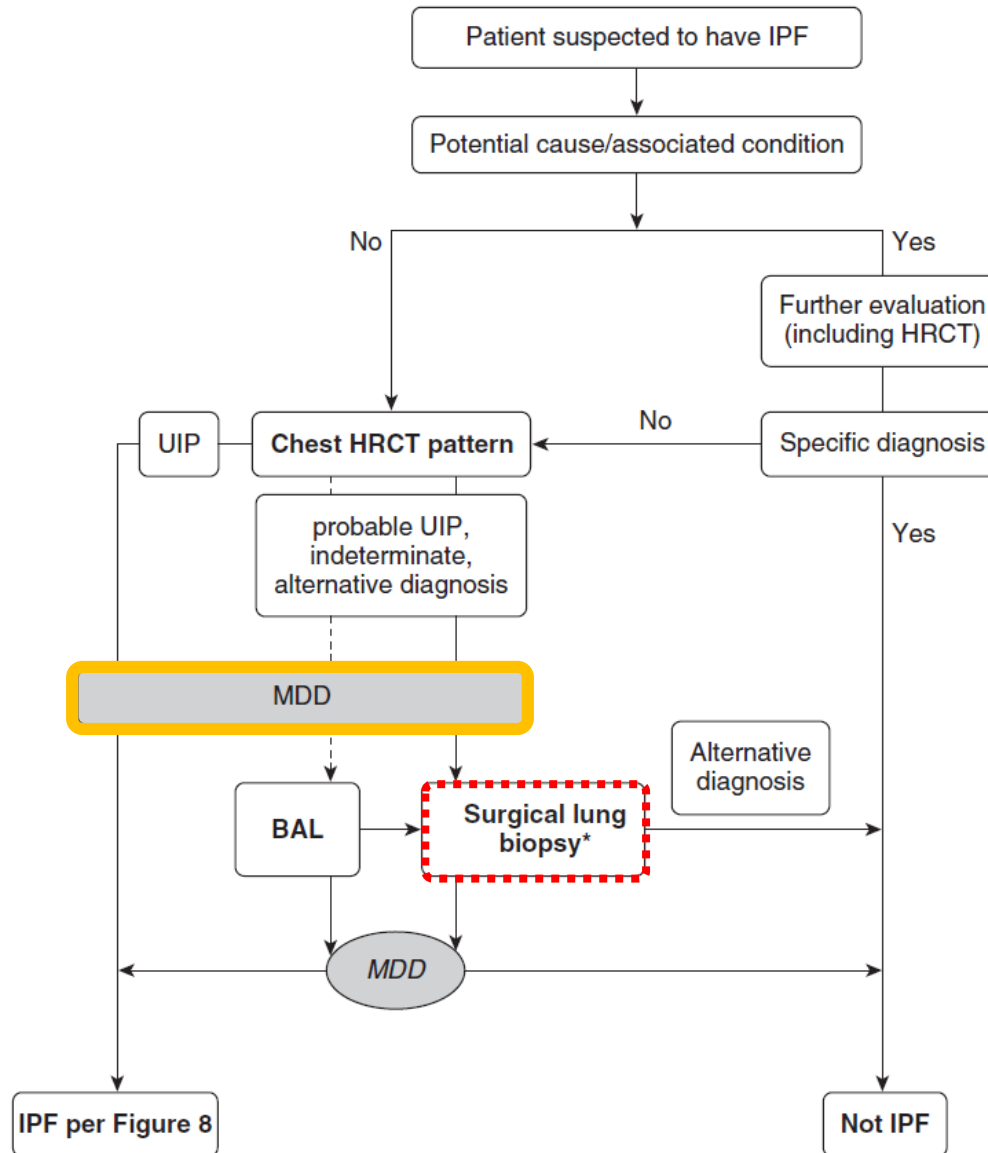 Patient suspected to have IPF
Potential cause/associated condition
No
Yes
Further evaluation
(including HRCT)
UIP
Chest HRCT pattern
No
Specific diagnosis
probable UIP,
indeterminate,
alternative diagnosis
Yes
MDD
Alternative
diagnosis
BAL
Surgical lung
biopsy*
MDD
IPF per Figure 8
Not IPF